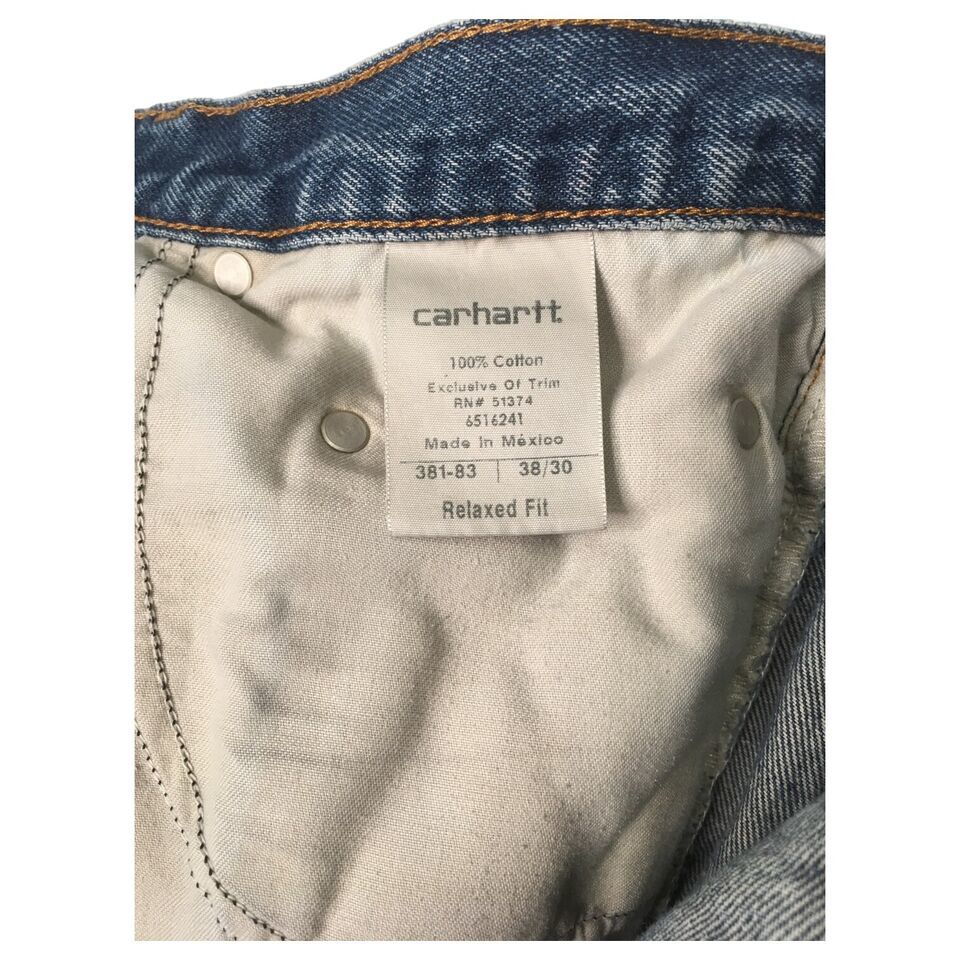 carhartt.
100% Cotton
Exclusive Of Trim
RN# 51374
6516241
Made In México
381-83 | 38/30
Relaxed Fit